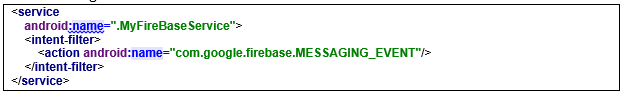 <service
android:name=".MyFireBaseService">
<intent-filter>
<action android:name="com.google.firebase.MESSAGING_EVENT"/>
</intent-filter>
</service>